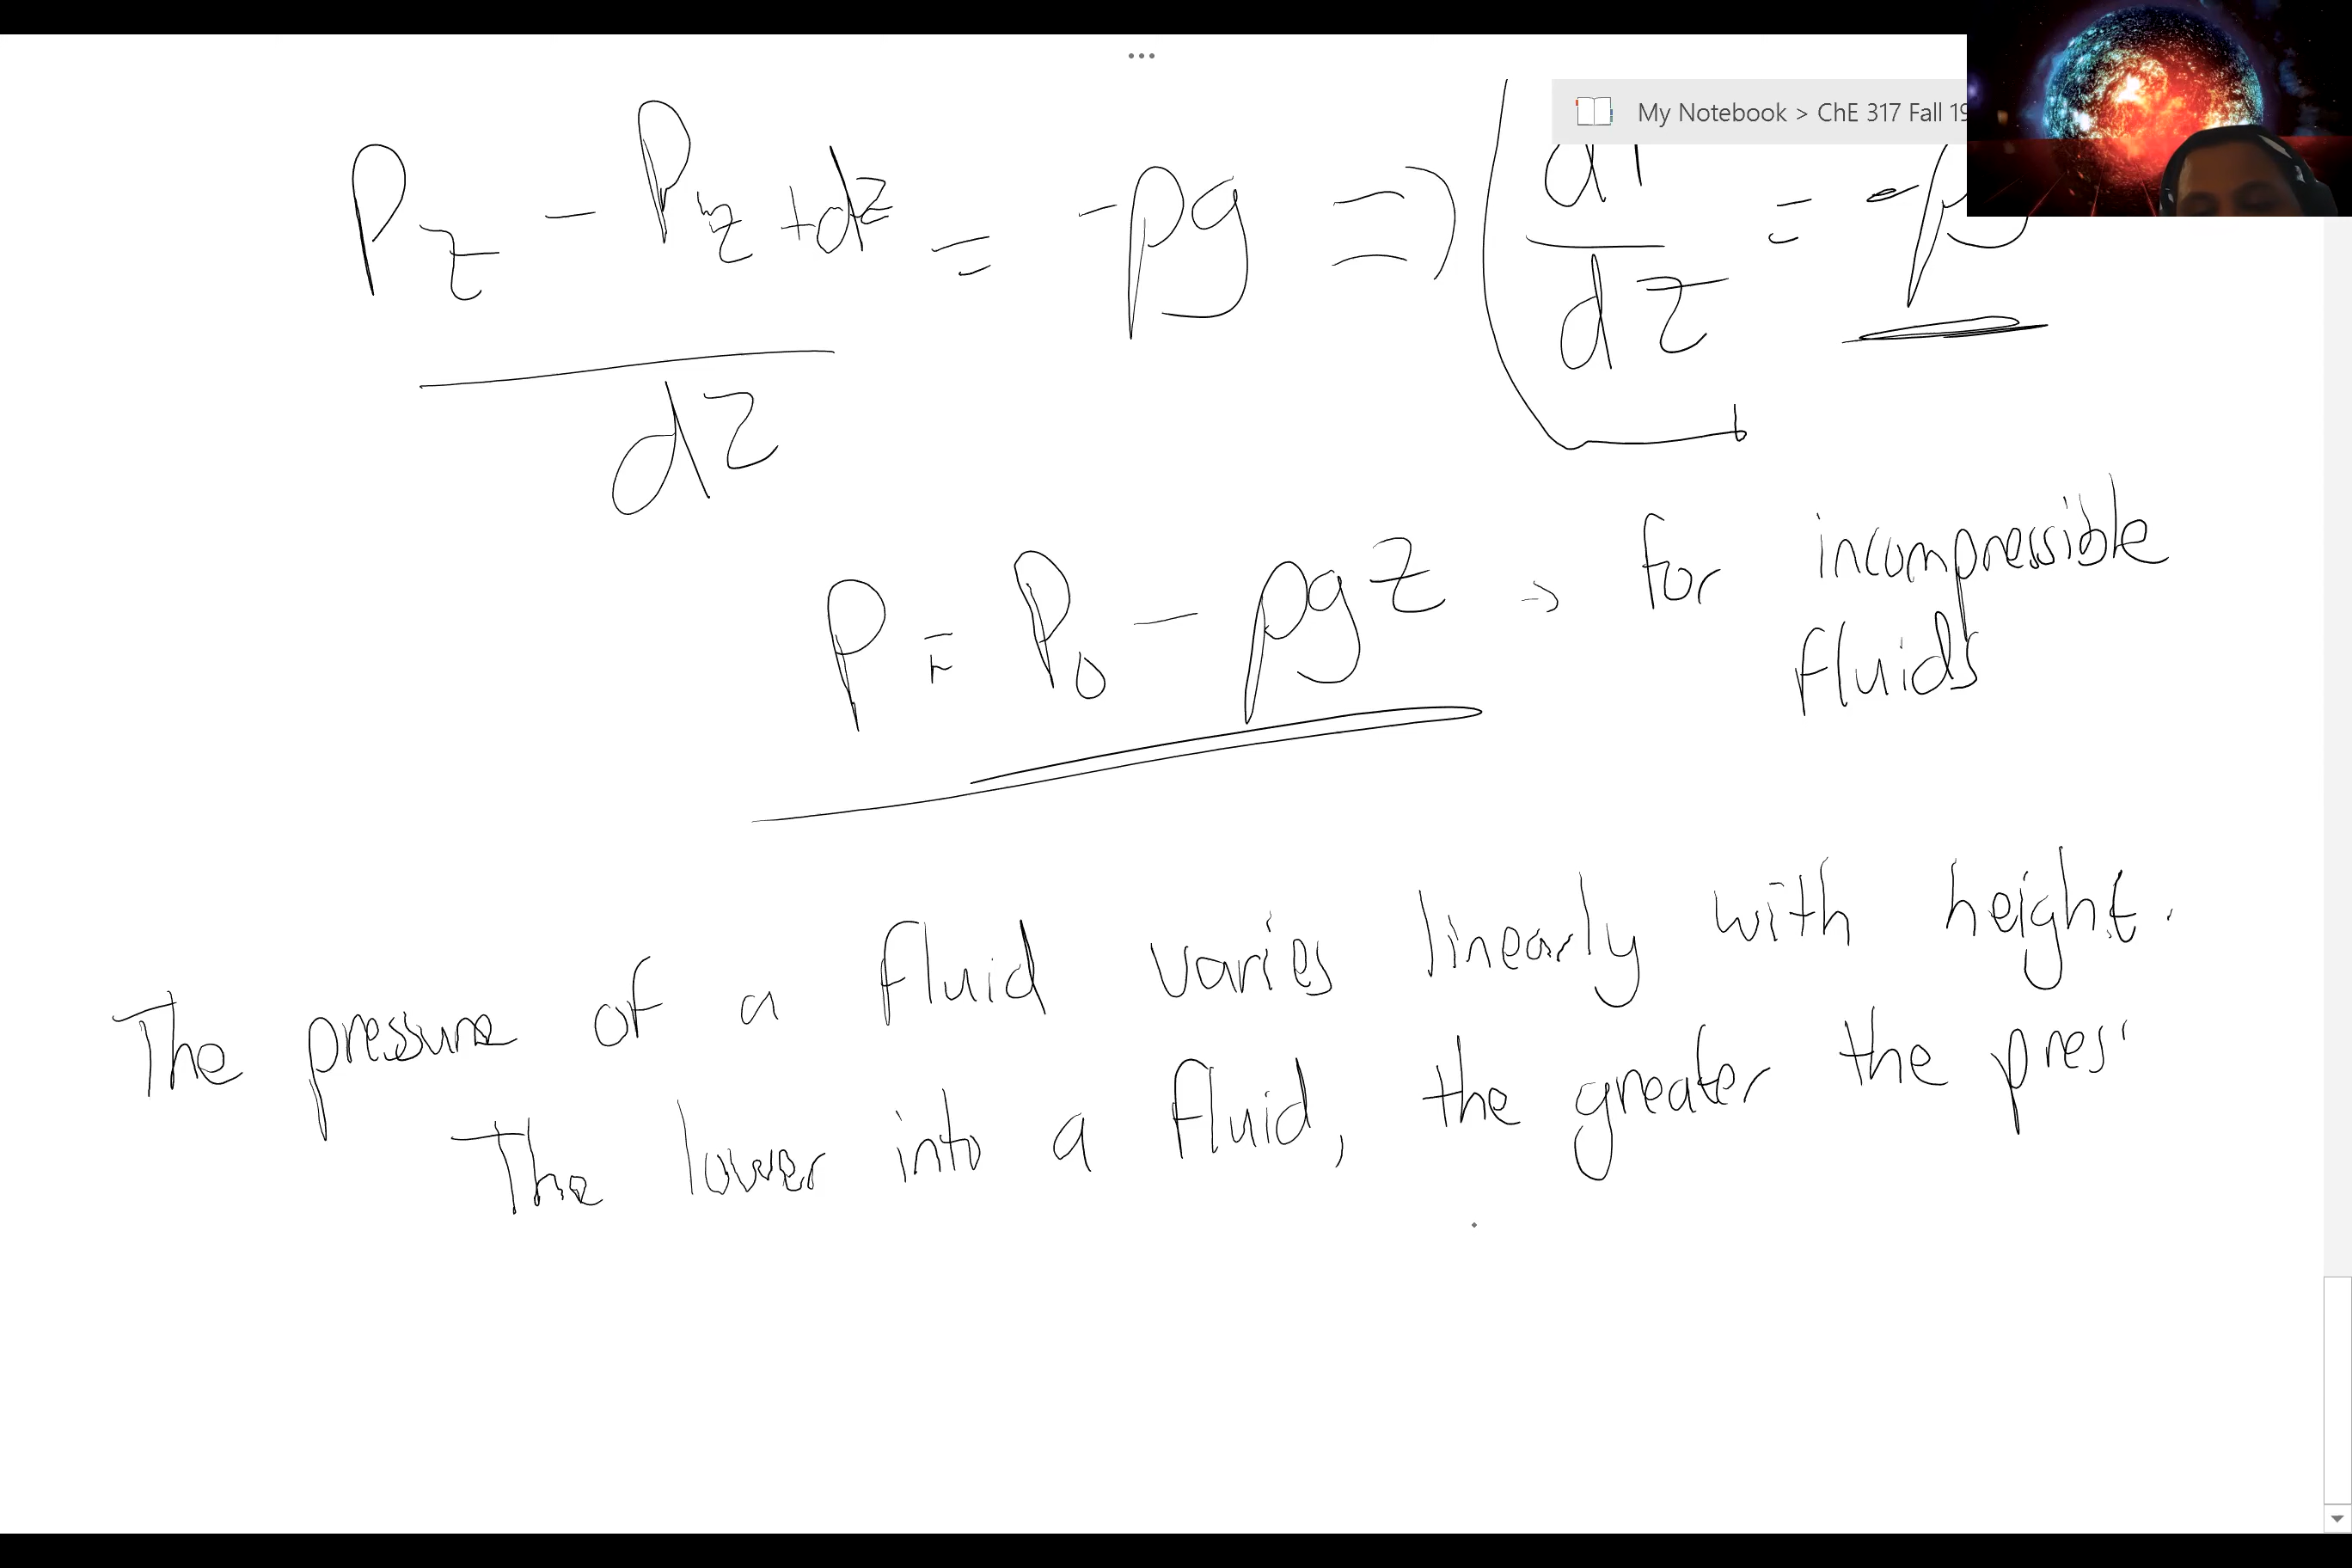 My Notebook > ChE 317 Fall 19
P_z - P_{z+dz} / dz = -ρg ⇒ dP/dz = -ρ
P = P_0 - ρgz → for incompressible
fluids
The pressure of a fluid varies linearly with height.
The lower into a fluid, the greater the pres